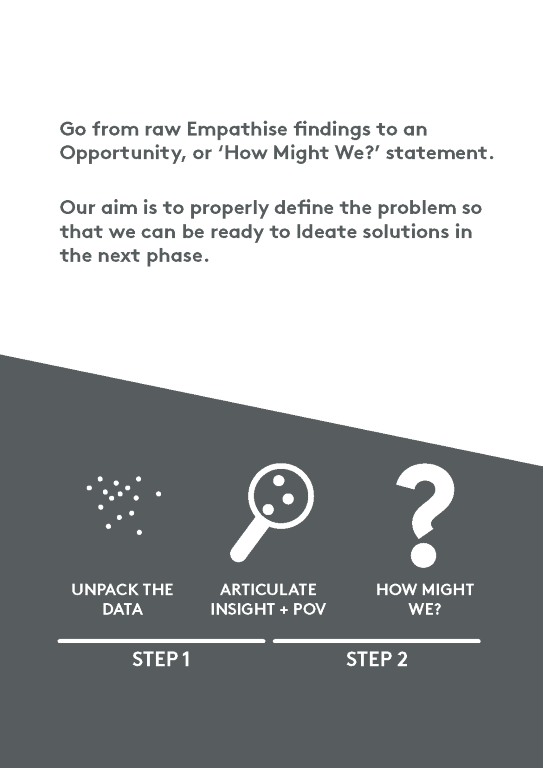 Go from raw Empathise findings to an
Opportunity, or ‘How Might We?’ statement.
Our aim is to properly define the problem so
that we can be ready to Ideate solutions in
the next phase.
UNPACK THE
DATA
ARTICULATE
INSIGHT + POV
HOW MIGHT
WE?
STEP 1
STEP 2